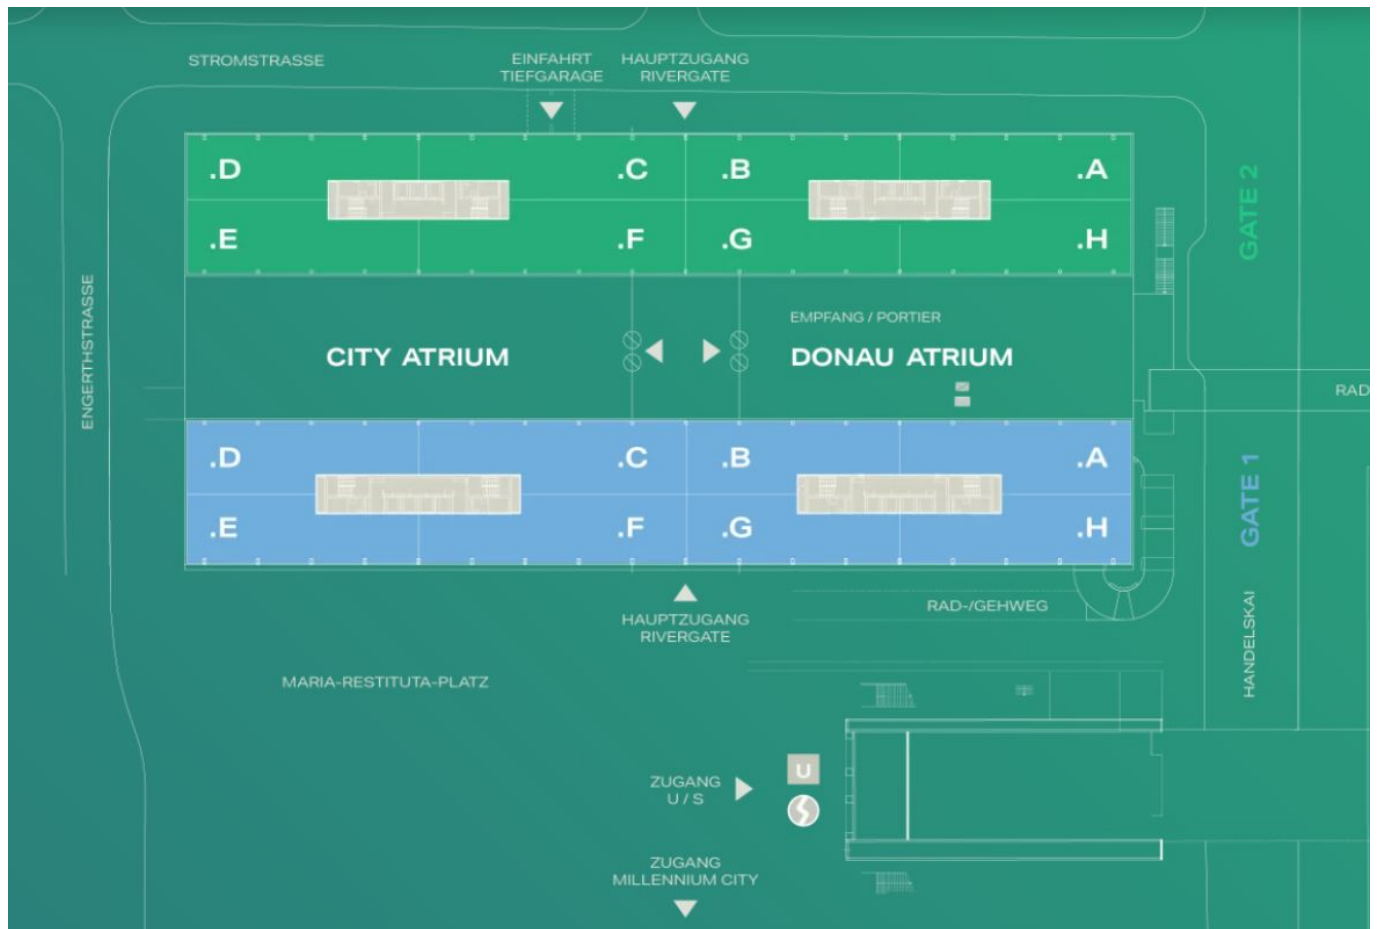 STROMSTRASSE
EINFAHRT
TIEFGARAGE
HAUPTZUGANG
RIVERGATE
.D
.C
.B
.A
.E
.F
.G
.H
GATE 2
ENGERTHSTRASSE
EMPFANG / PORTIER
CITY ATRIUM
DONAU ATRIUM
RAD
.D
.C
.B
.A
.E
.F
.G
.H
GATE 1
HAUPTZUGANG
RIVERGATE
RAD-/GEHWEG
HANDELSKAI
MARIA-RESTITUTA-PLATZ
ZUGANG
U / S
U
ZUGANG
MILLENNIUM CITY